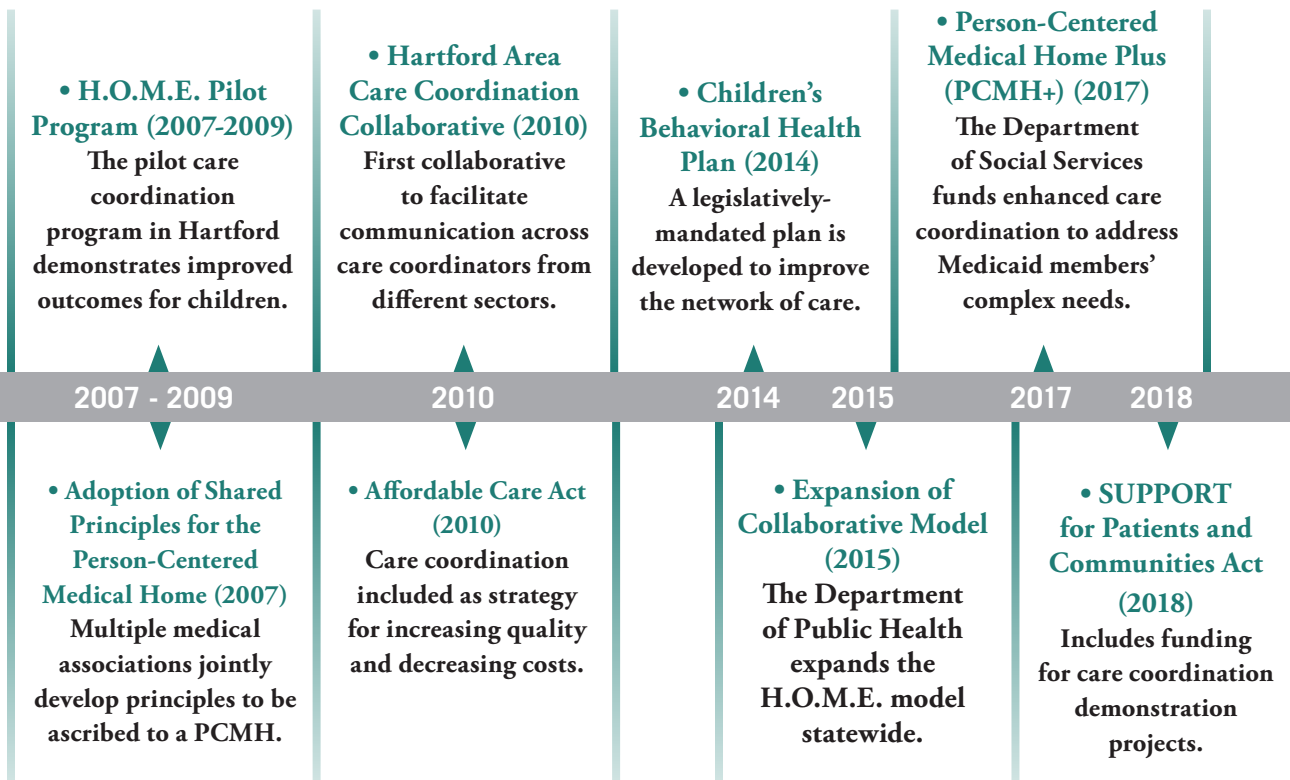 • H.O.M.E. Pilot
Program (2007-2009)
The pilot care
coordination
program in Hartford
demonstrates improved
outcomes for children.
• Hartford Area
Care Coordination
Collaborative (2010)
First collaborative
to facilitate
communication across
care coordinators from
different sectors.
• Children’s
Behavioral Health
Plan (2014)
A legislatively-
mandated plan is
developed to improve
the network of care.
• Person-Centered
Medical Home Plus
(PCMH+) (2017)
The Department
of Social Services
funds enhanced care
coordination to address
Medicaid members’
complex needs.
2007 - 2009
2010
2014
2015
2017
2018
• Adoption of Shared
Principles for the
Person-Centered
Medical Home (2007)
Multiple medical
associations jointly
develop principles to be
ascribed to a PCMH.
• Affordable Care Act
(2010)
Care coordination
included as strategy
for increasing quality
and decreasing costs.
• Expansion of
Collaborative Model
(2015)
The Department
of Public Health
expands the
H.O.M.E. model
statewide.
• SUPPORT
for Patients and
Communities Act
(2018)
Includes funding
for care coordination
demonstration
projects.